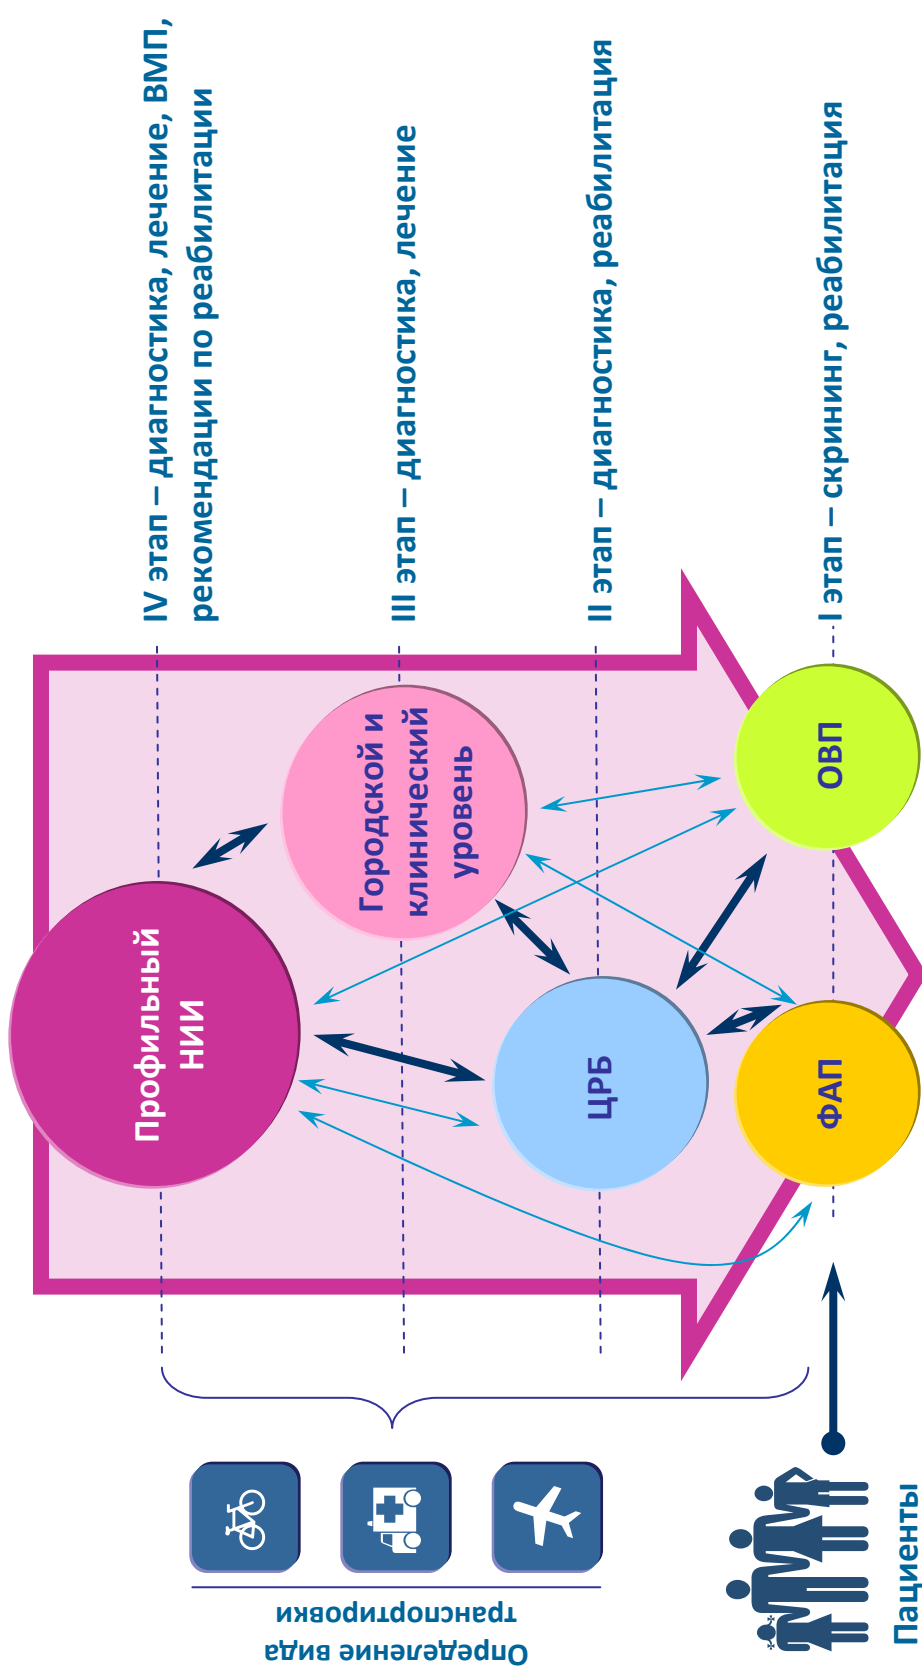 IV этап – диагностика, лечение, ВМП,
рекомендации по реабилитации
III этап – диагностика, лечение
II этап – диагностика, реабилитация
I этап – скрининг, реабилитация
Профильный
НИИ
Городской и
клинический
уровень
ЦРБ
ФАП
ОВП
Определение вида
транспортировки
Пациенты